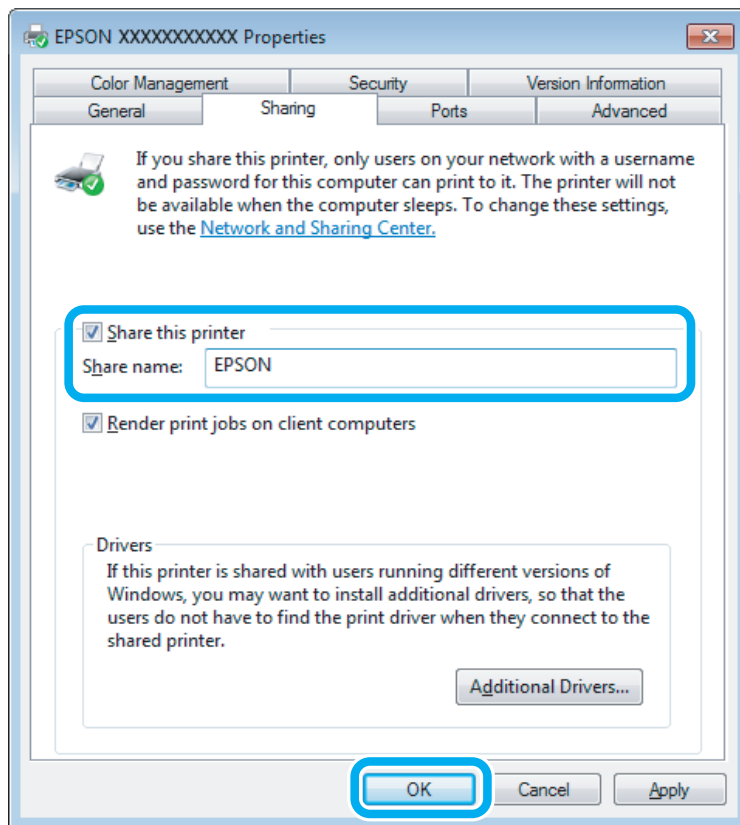 EPSON XXXXXXXXXXX Properties
Color Management Security Version Information
General Sharing Ports Advanced
If you share this printer, only users on your network with a username
and password for this computer can print to it. The printer will not
be available when the computer sleeps. To change these settings,
use the Network and Sharing Center.
Share this printer
Share name: EPSON
Render print jobs on client computers
Drivers
If this printer is shared with users running different versions of
Windows, you may want to install additional drivers, so that the
users do not have to find the print driver when they connect to the
shared printer.
Additional Drivers...
OK Cancel Apply